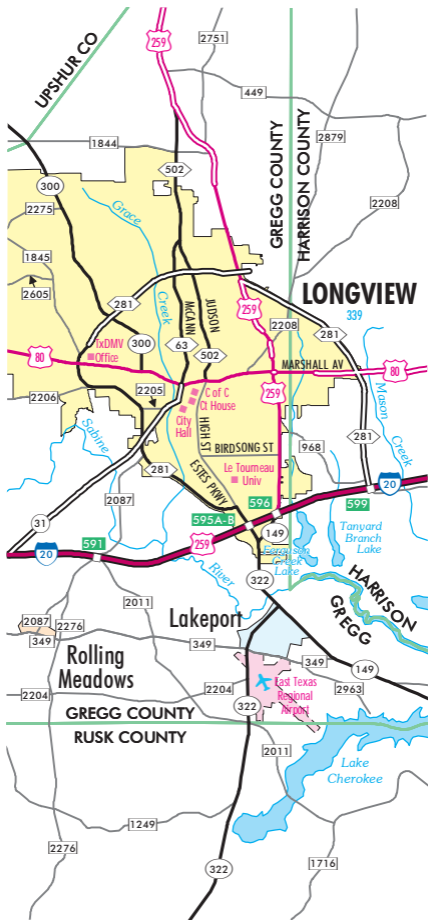 259
2751
UPSHUR CO
449
1844
2879
502
300
GREGG COUNTY
HARRISON COUNTY
2275
Grace
2208
1845
2605
281
LONGVIEW
339
Creek
McCANN
JUDSON
259
2208
281
TxDMV
Office
300
63
502
80
MARSHALL AV
80
2206
2205
C of C
Ct House
259
City
Hall
HIGH ST
Mason
Creek
Sabine
BIRDSONG ST
968
281
281
ESTES PKWY
Le Tourneau
Univ
2087
20
31
595A-B
596
599
591
259
149
Tanyard
Branch
Lake
20
Ferguson
Creek
Lake
River
322
HARRISON
GREGG
2011
Lakeport
2087
2276
349
349
349
149
Rolling
Meadows
2204
2204
East Texas
Regional
Airport
2963
322
GREGG COUNTY
RUSK COUNTY
2011
Lake
Cherokee
1249
2276
322
1716